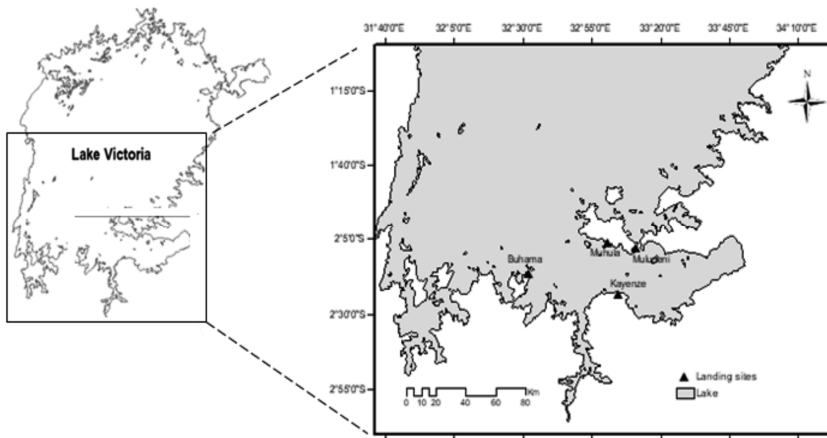 Lake Victoria
31°40'0"E 32°5'0"E 32°30'0"E 32°55'0"E 33°20'0"E 33°45'0"E 34°10'0"E
N
1°15'0"S
1°40'0"S
2°5'0"S
2°30'0"S
2°55'0"S
Buhama
Muhula
Kayenze
Landing sites
Lake
Km
0 10 20 40 60 80